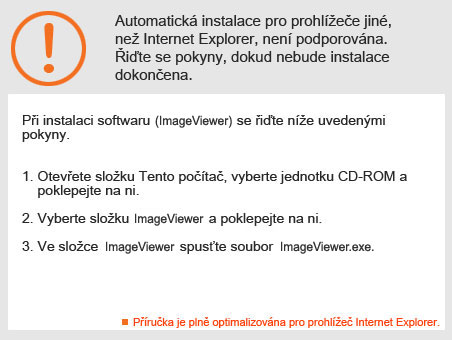 Automatická instalace pro prohlížeče jiné,
než Internet Explorer, není podporována.
Řiďte se pokyny, dokud nebude instalace
dokončena.
Při instalaci softwaru (ImageViewer) se řiďte níže uvedenými
pokyny.
1. Otevřete složku Tento počítač, vyberte jednotku CD-ROM a
poklepejte na ni.
2. Vyberte složku ImageViewer a poklepejte na ni.
3. Ve složce ImageViewer spusťte soubor ImageViewer.exe.
Příručka je plně optimalizována pro prohlížeč Internet Explorer.